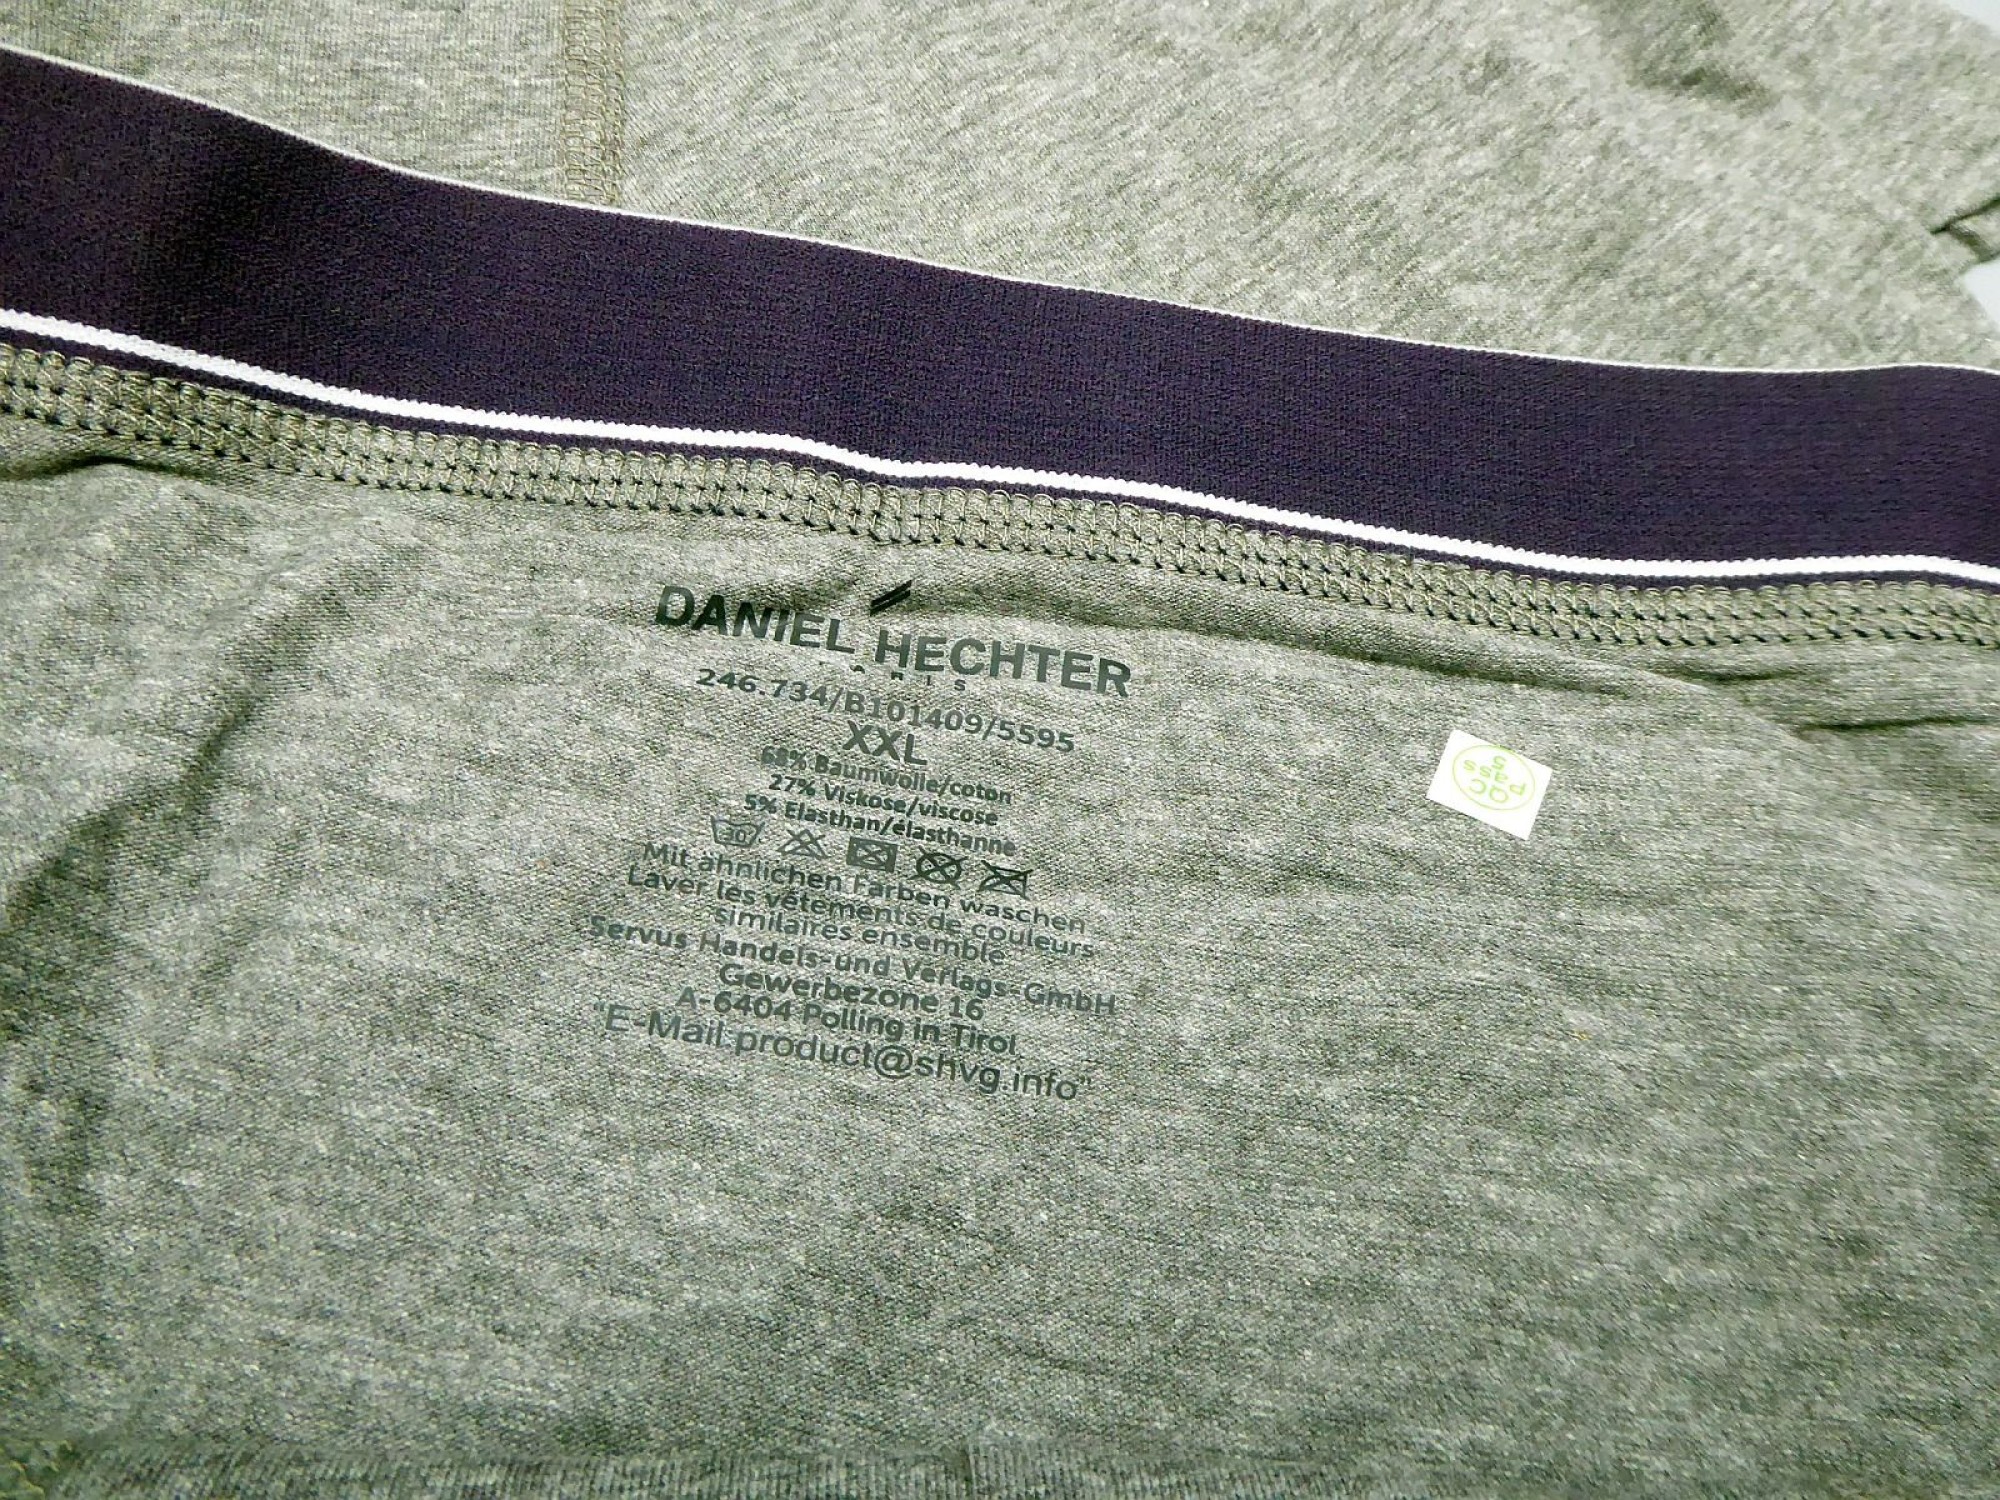 DANIEL HECHTER
PARIS
246.734/B101409/5595
XXL
68% Baumwolle/coton
27% Viskose/viscose
5% Elasthan/élasthanne
30
Mit ähnlichen Farben waschen
Laver les vêtements de couleurs
similaires ensemble
Servus Handels-und Verlags-GmbH
Gewerbezone 16
A-6404 Polling in Tirol
"E-Mail:product@shvg.info"
QC
Pass
5